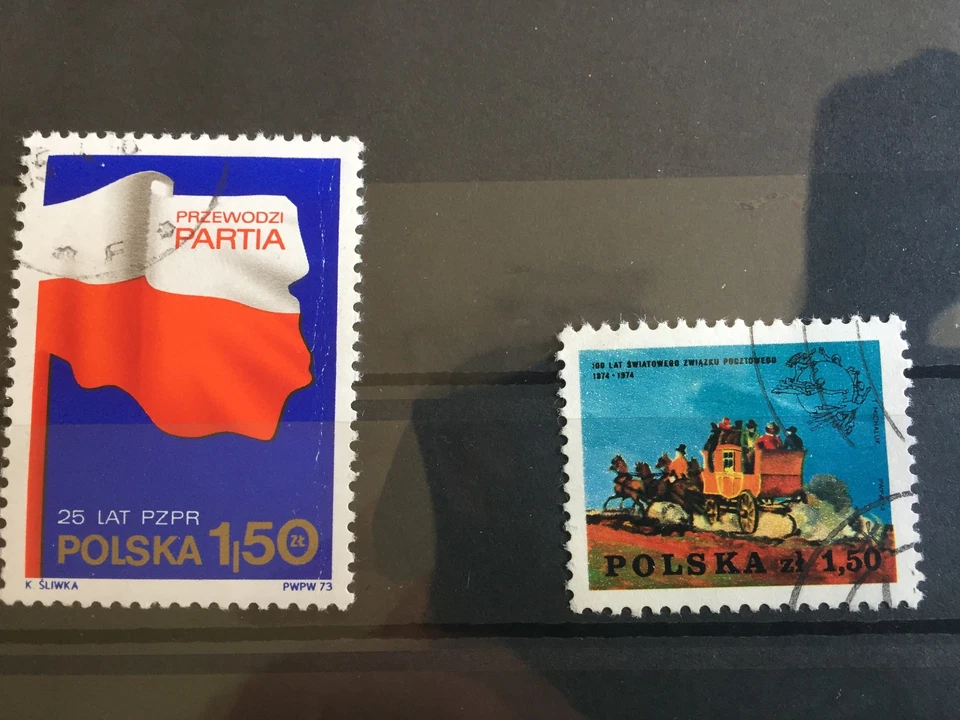 PRZEWODZI
PARTIA
25 LAT PZPR
POLSKA 1,50 ZŁ
K. ŚLIWKA
PWPW 73
100 LAT ŚWIATOWEGO ZWIĄZKU POCZTOWEGO
1874 • 1974
POLSKA zł 1,50